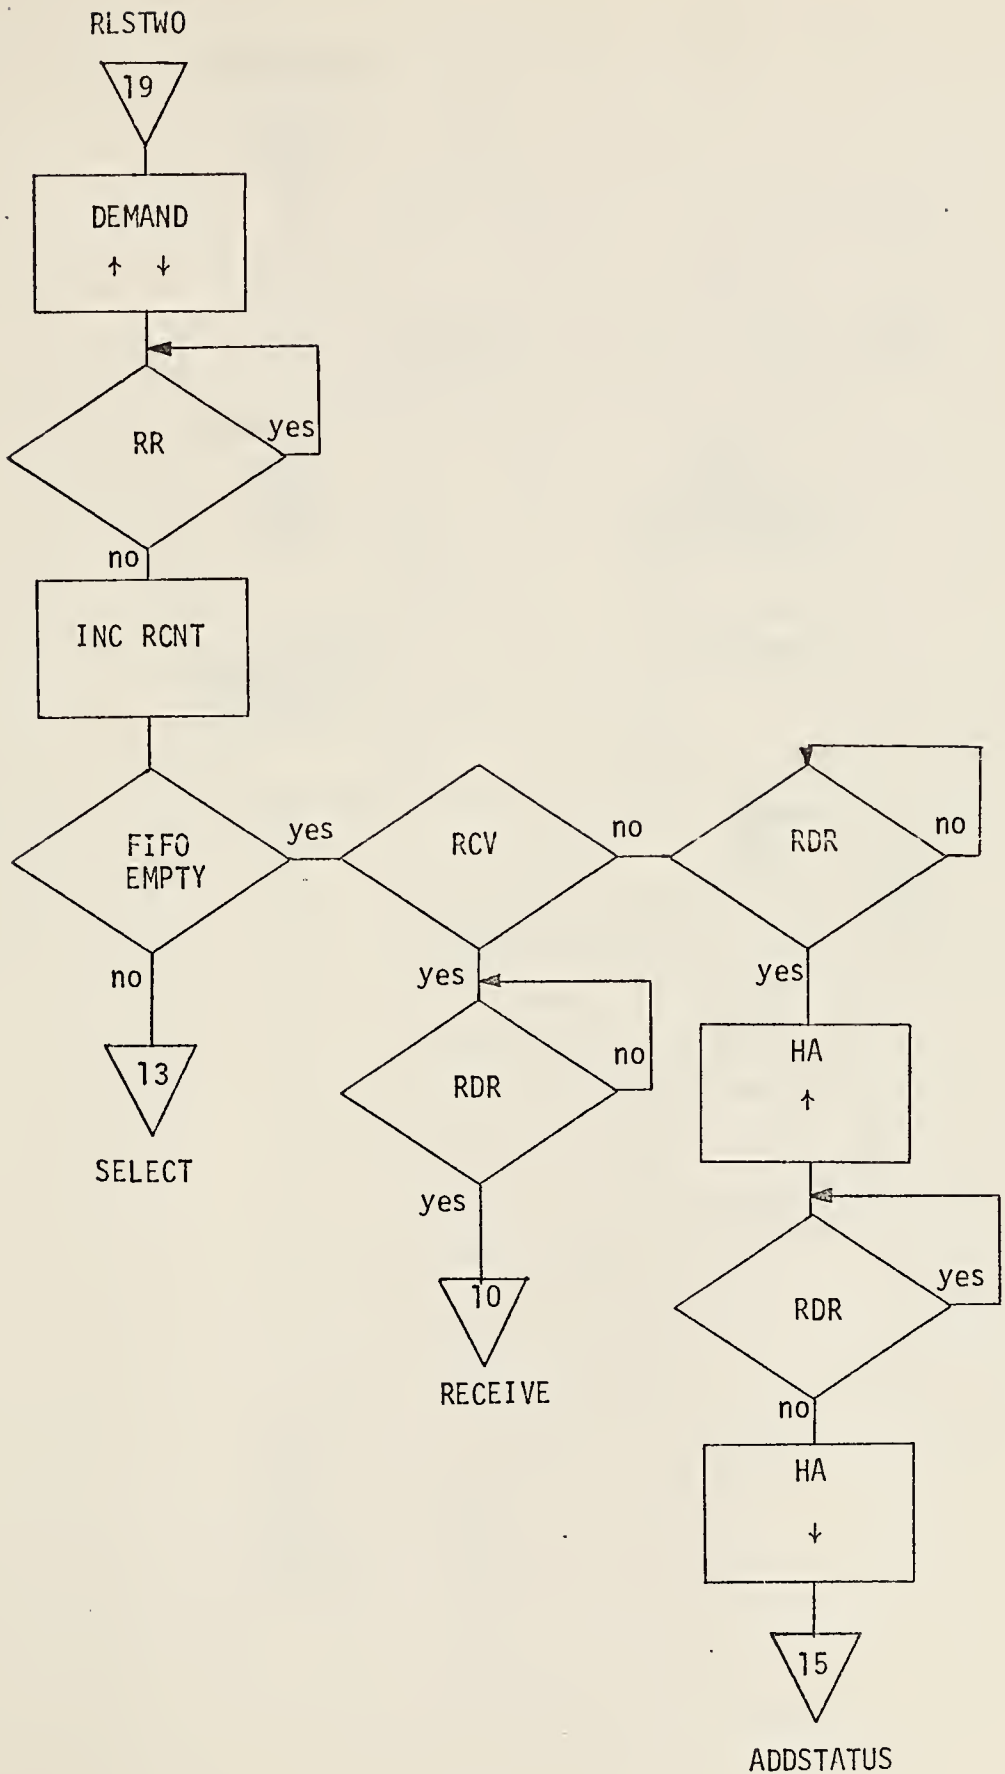 RLSTWO
19
DEMAND
↑ ↓
RR
yes
no
INC RCNT
FIFO
EMPTY
yes
no
13
SELECT
RCV
no
yes
RDR
no
yes
10
RECEIVE
RDR
no
yes
HA
↑
RDR
yes
no
HA
↓
15
ADDSTATUS